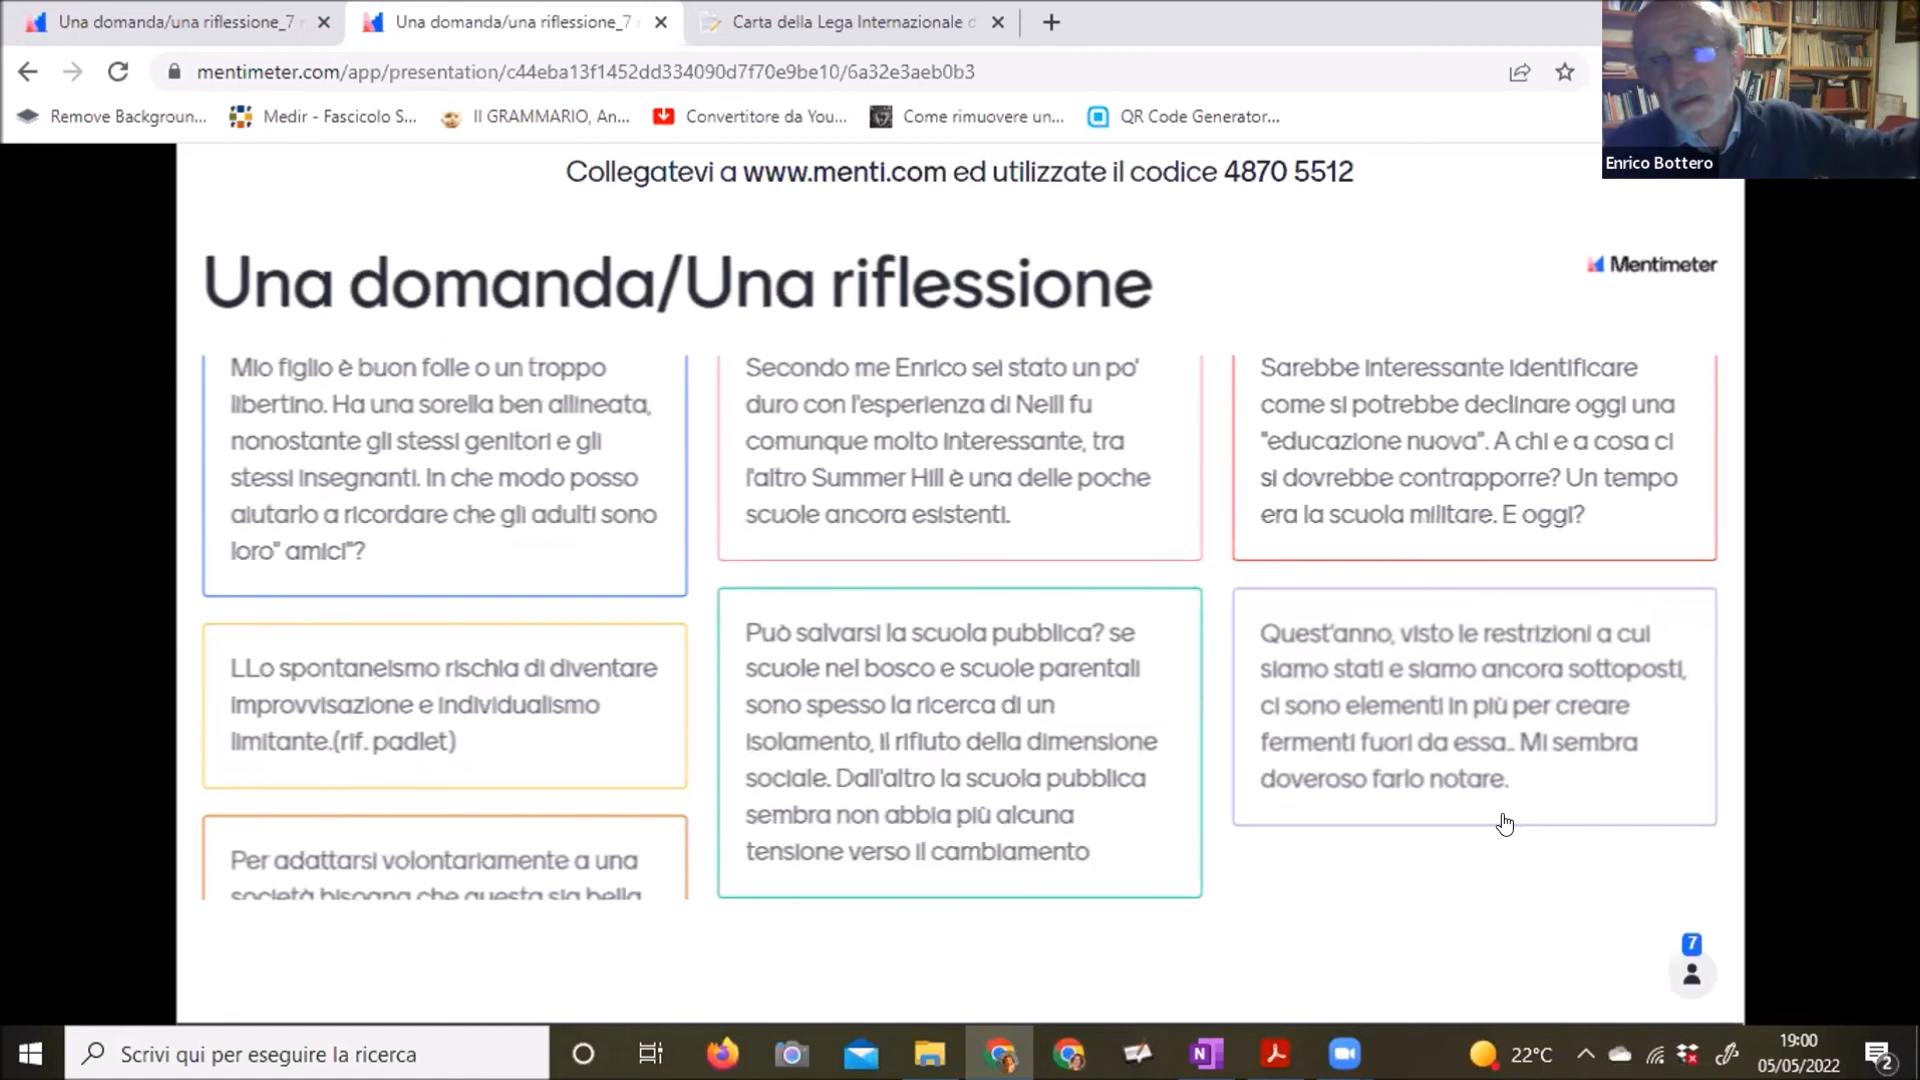 Una domanda/una riflessione_7
Una domanda/una riflessione_7
Carta della Lega Internazionale d
mentimeter.com/app/presentation/c44eba13f1452dd334090d7f70e9be10/6a32e3aeb0b3
Remove Backgroun...
Medir - Fascicolo S...
Il GRAMMARIO, An...
Convertitore da You...
Come rimuovere un...
QR Code Generator...
Enrico Bottero
Collegatevi a www.menti.com ed utilizzate il codice 4870 5512
Una domanda/Una riflessione
Mentimeter
Mio figlio è buon folle o un troppo
libertino. Ha una sorella ben allineata,
nonostante gli stessi genitori e gli
stessi insegnanti. In che modo posso
aiutarlo a ricordare che gli adulti sono
loro" amici"?
LLo spontaneismo rischia di diventare
improvvisazione e individualismo
limitante.(rif. padlet)
Per adattarsi volontariamente a una
società bisogna che questa sia bella
Secondo me Enrico sei stato un po'
duro con l'esperienza di Neill fu
comunque molto interessante, tra
l'altro Summer Hill è una delle poche
scuole ancora esistenti.
Può salvarsi la scuola pubblica? se
scuole nel bosco e scuole parentali
sono spesso la ricerca di un
isolamento, il rifiuto della dimensione
sociale. Dall'altro la scuola pubblica
sembra non abbia più alcuna
tensione verso il cambiamento
Sarebbe interessante identificare
come si potrebbe declinare oggi una
"educazione nuova". A chi e a cosa ci
si dovrebbe contrapporre? Un tempo
era la scuola militare. E oggi?
Quest'anno, visto le restrizioni a cui
siamo stati e siamo ancora sottoposti,
ci sono elementi in più per creare
fermenti fuori da essa.. Mi sembra
doveroso farlo notare.
7
Scrivi qui per eseguire la ricerca
22°C
19:00
05/05/2022
2